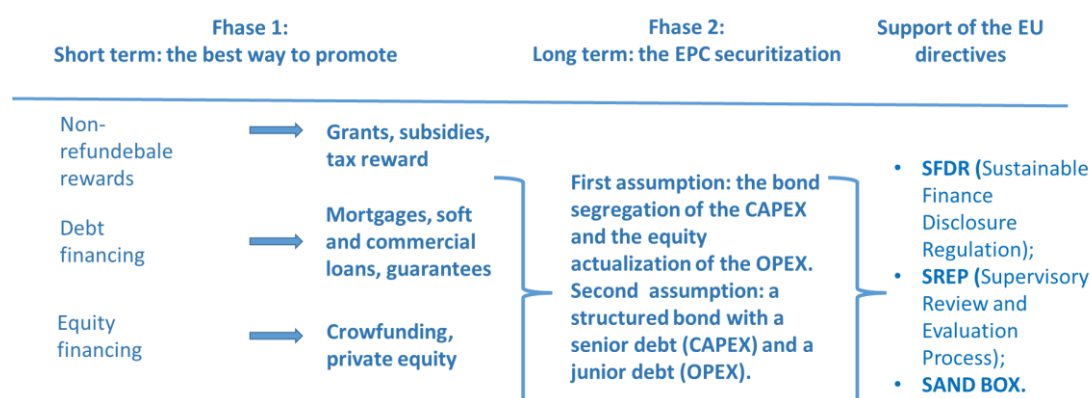 Fhase 1:
Short term: the best way to promote
Fhase 2:
Long term: the EPC securitization
Support of the EU
directives
Non-
refundebale
rewards
Grants, subsidies,
tax reward
Debt
financing
Mortgages, soft
and commercial
loans, guarantees
Equity
financing
Crowfunding,
private equity
First assumption: the bond
segregation of the CAPEX
and the equity
actualization of the OPEX.
Second assumption: a
structured bond with a
senior debt (CAPEX) and a
junior debt (OPEX).
• SFDR (Sustainable
Finance
Disclosure
Regulation);
• SREP (Supervisory
Review and
Evaluation
Process);
• SAND BOX.